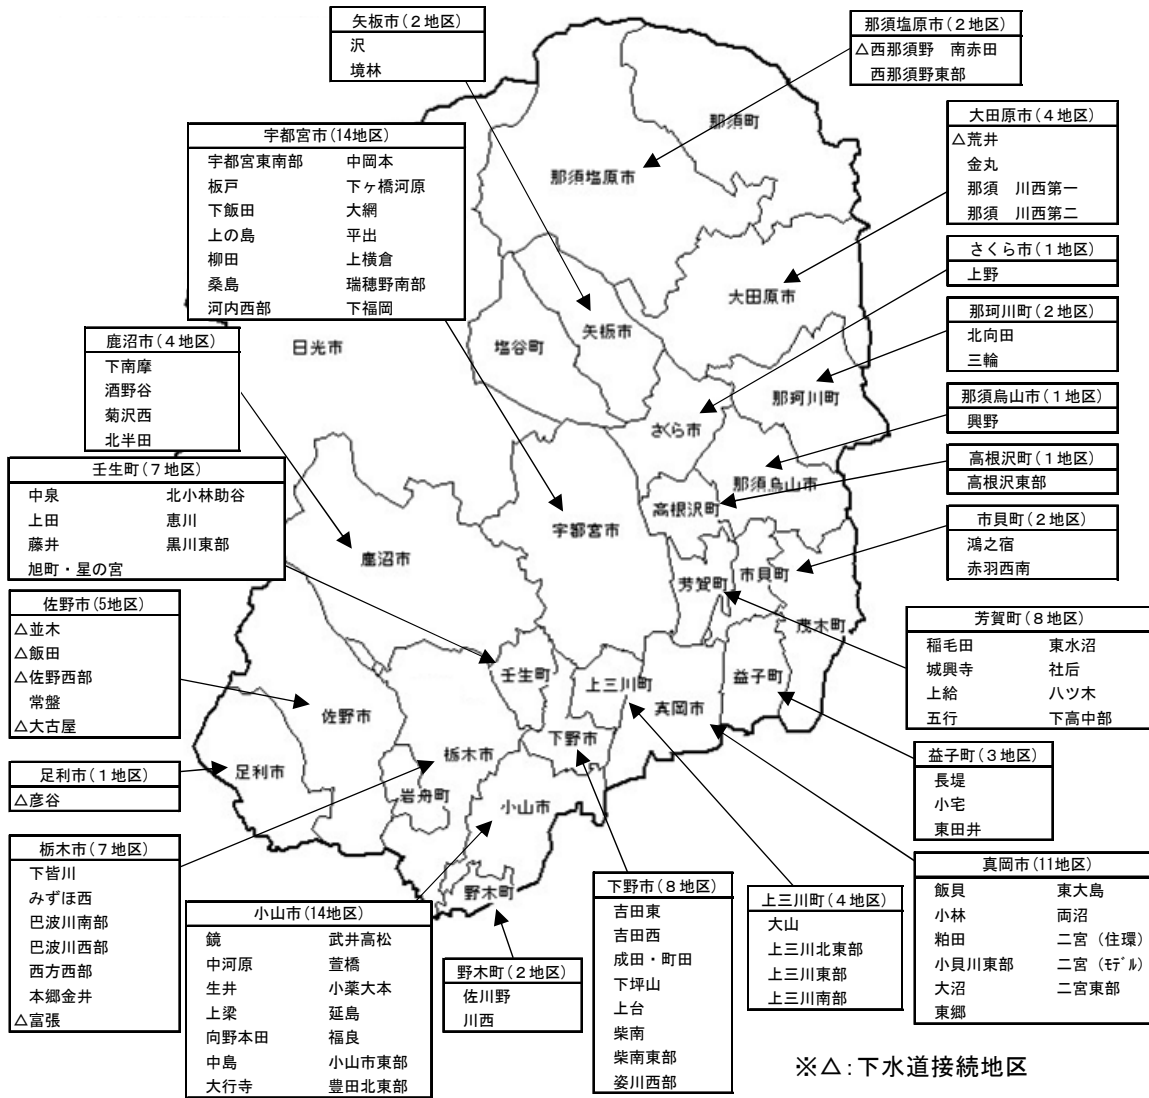 矢板市(2地区)
沢
境林
那須塩原市(2地区)
△西那須野　南赤田
西那須野東部
宇都宮市(14地区)
宇都宮東南部　中岡本
板戸　下ヶ橋河原
下飯田　大網
上の島　平出
柳田　上横倉
桑島　瑞穂野南部
河内西部　下福岡
大田原市(4地区)
△荒井
金丸
那須　川西第一
那須　川西第二
さくら市(1地区)
上野
那珂川町(2地区)
北向田
三輪
那須烏山市(1地区)
興野
高根沢町(1地区)
高根沢東部
市貝町(2地区)
鴻之宿
赤羽西南
鹿沼市(4地区)
下南摩
酒野谷
菊沢西
北半田
壬生町(7地区)
中泉　北小林助谷
上田　恵川
藤井　黒川東部
旭町・星の宮
佐野市(5地区)
△並木
△飯田
△佐野西部
常盤
△大古屋
足利市(1地区)
△彦谷
栃木市(7地区)
下皆川
みずほ西
巴波川南部
巴波川西部
西方西部
本郷金井
△富張
芳賀町(8地区)
稲毛田　東水沼
城興寺　社后
上給　八ツ木
五行　下高中部
益子町(3地区)
長堤
小宅
東田井
真岡市(11地区)
飯貝　東大島
小林　両沼
粕田　二宮(住環)
小貝川東部　二宮(ﾓﾃﾞﾙ)
大沼　二宮東部
東郷
小山市(14地区)
鏡　武井高松
中河原　萱橋
生井　小薬大本
上梁　延島
向野本田　福良
中島　小山市東部
大行寺　豊田北東部
野木町(2地区)
佐川野
川西
下野市(8地区)
吉田東
吉田西
成田・町田
下坪山
上台
柴南
柴南東部
姿川西部
上三川町(4地区)
大山
上三川北東部
上三川東部
上三川南部
那須町
那須塩原市
大田原市
矢板市
塩谷町
日光市
那珂川町
さくら市
那須烏山市
高根沢町
宇都宮市
鹿沼市
芳賀町
市貝町
茂木町
益子町
真岡市
上三川町
壬生町
下野市
佐野市
栃木市
足利市
岩舟町
小山市
野木町
※△:下水道接続地区